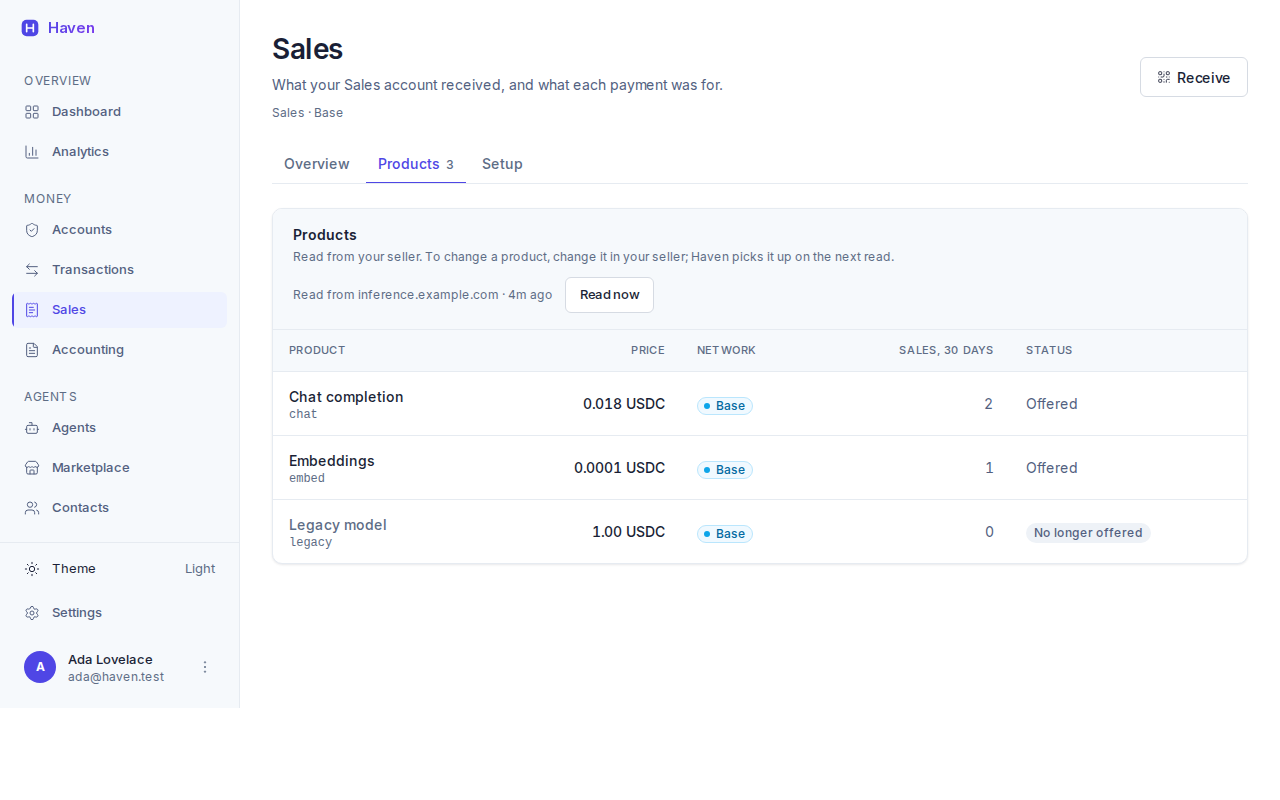 Haven
OVERVIEW
Dashboard
Analytics
MONEY
Accounts
Transactions
Sales
Accounting
AGENTS
Agents
Marketplace
Contacts
Theme Light
Settings
A
Ada Lovelace
ada@haven.test
Sales
What your Sales account received, and what each payment was for.
Sales · Base
Receive
Overview Products 3 Setup
Products
Read from your seller. To change a product, change it in your seller; Haven picks it up on the next read.
Read from inference.example.com · 4m ago Read now
PRODUCT PRICE NETWORK SALES, 30 DAYS STATUS
Chat completion 0.018 USDC Base 2 Offered
chat
Embeddings 0.0001 USDC Base 1 Offered
embed
Legacy model 1.00 USDC Base 0 No longer offered
legacy